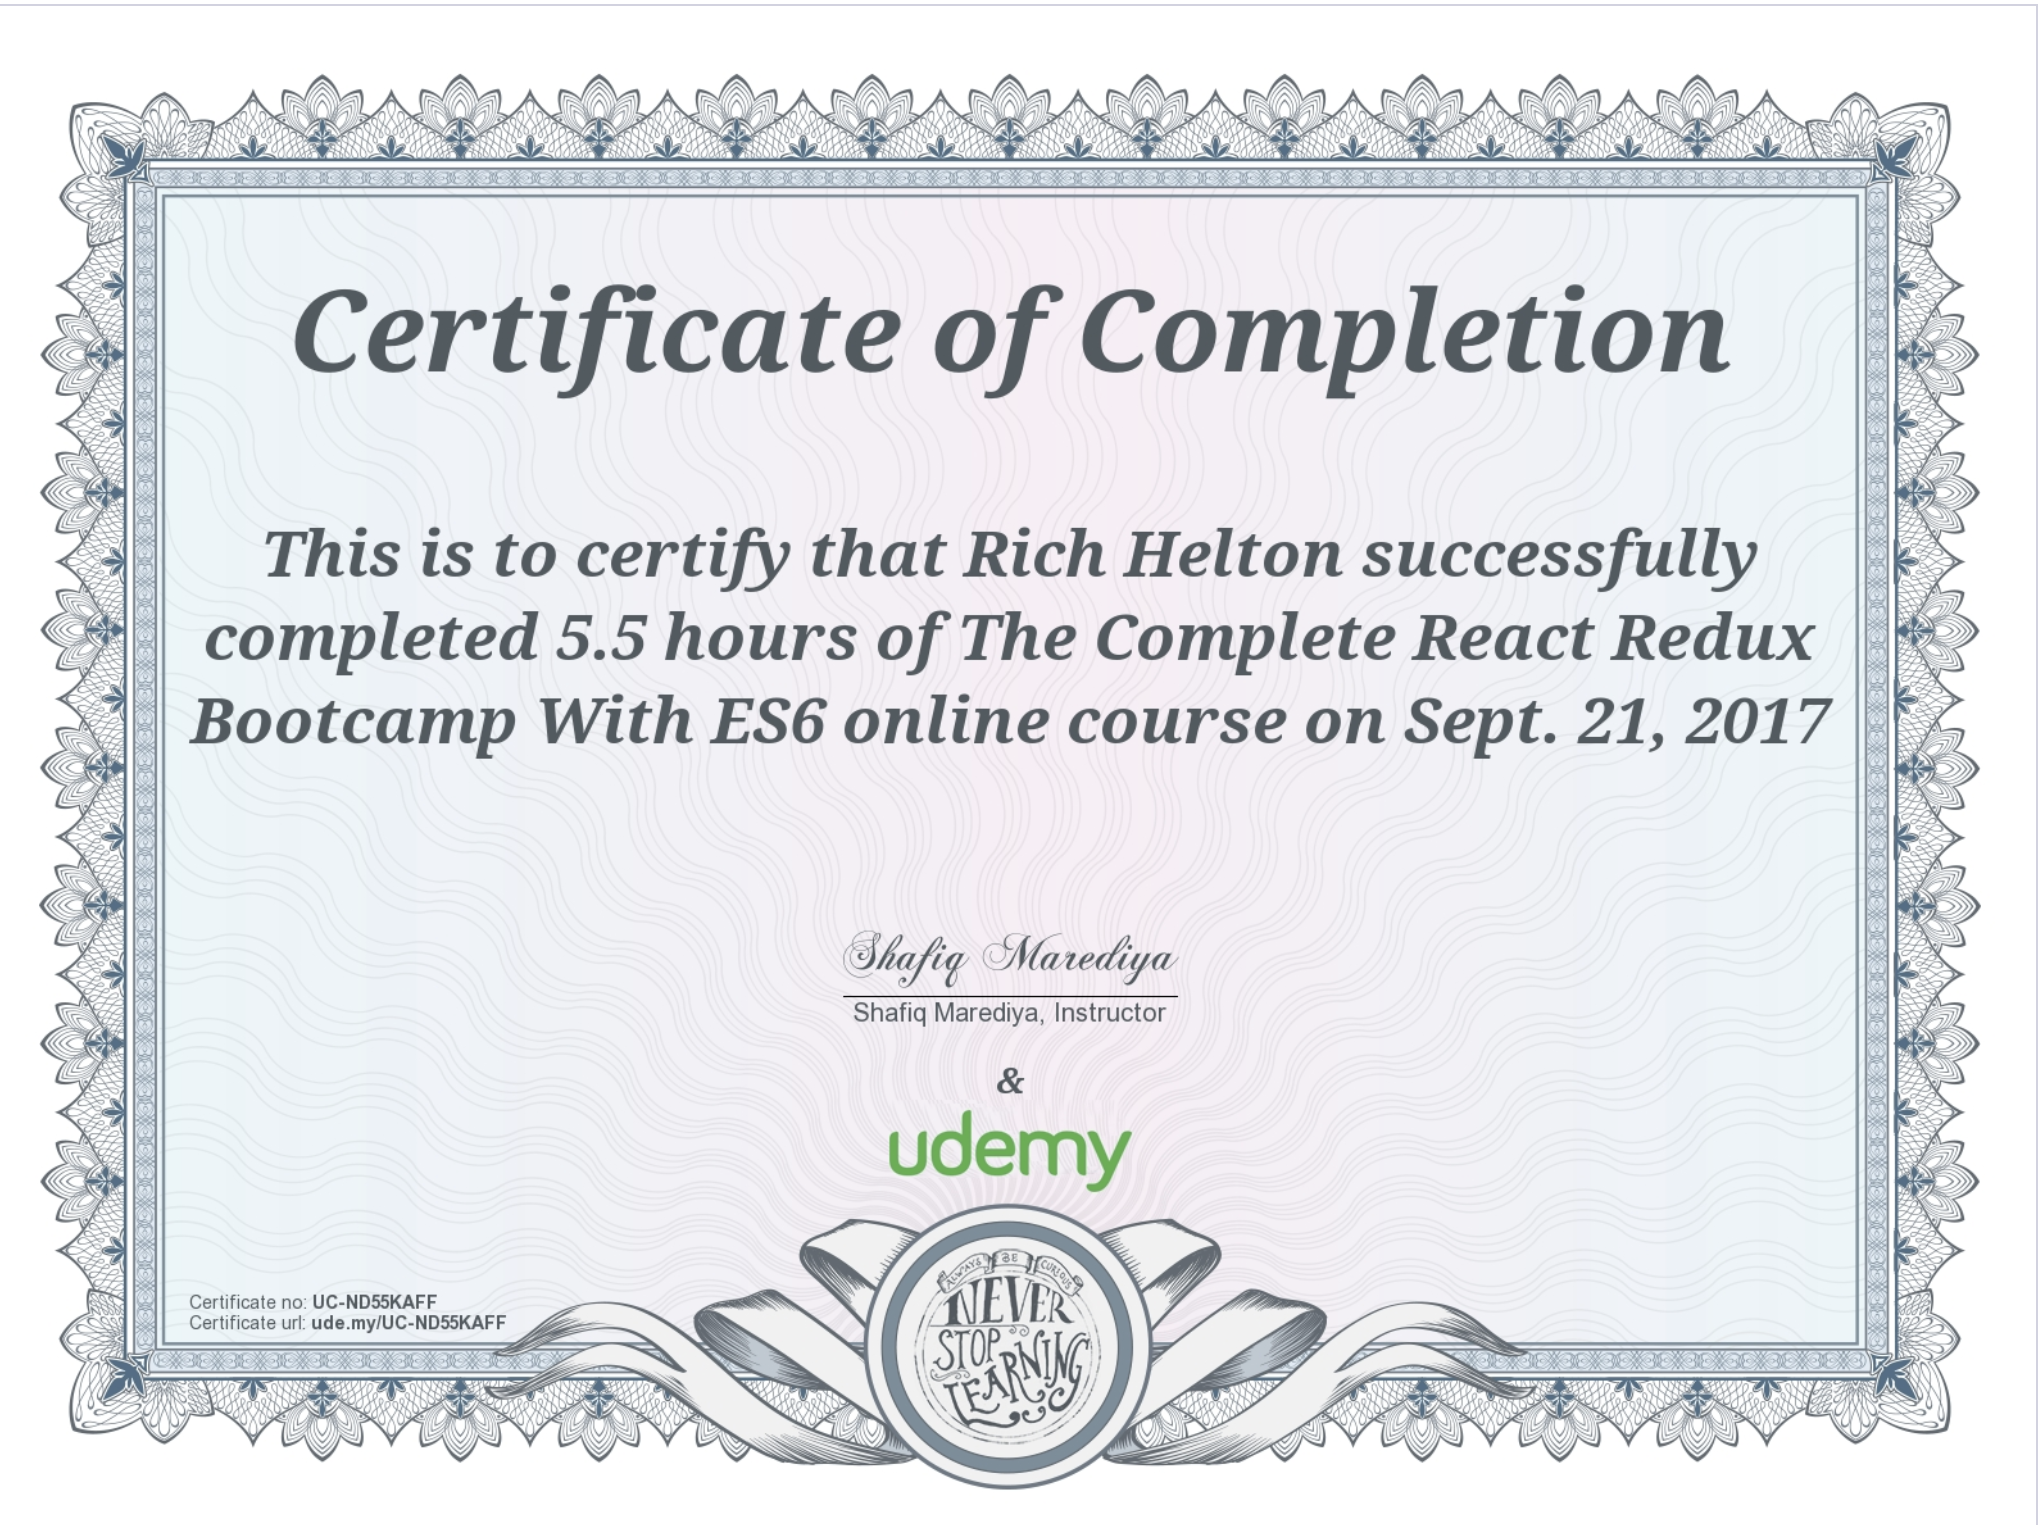 Certificate of Completion
This is to certify that Rich Helton successfully
completed 5.5 hours of The Complete React Redux
Bootcamp With ES6 online course on Sept. 21, 2017
Shafiq Marediya
Shafiq Marediya, Instructor
&
udemy
Certificate no: UC-ND55KAFF
Certificate url: ude.my/UC-ND55KAFF
ALWAYS BE CURIOUS
NEVER
STOP
LEARNING